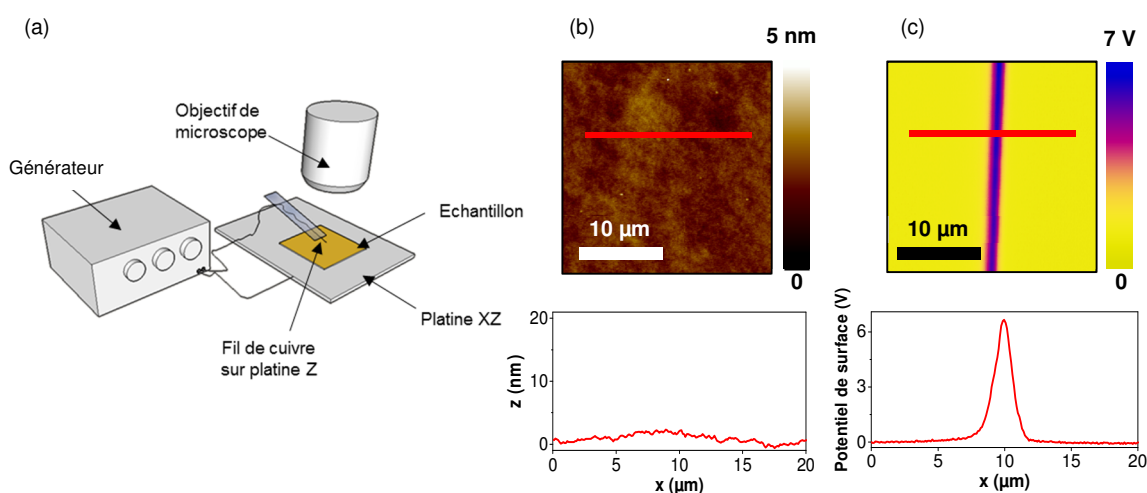 (a)
Objectif de
microscope
Générateur
Echantillon
Platine XZ
Fil de cuivre
sur platine Z
(b)
5 nm
10 µm
0
20
10
0
z (nm)
0 5 10 15 20
x (µm)
(c)
7 V
10 µm
0
6
3
0
Potentiel de surface (V)
0 5 10 15 20
x (µm)